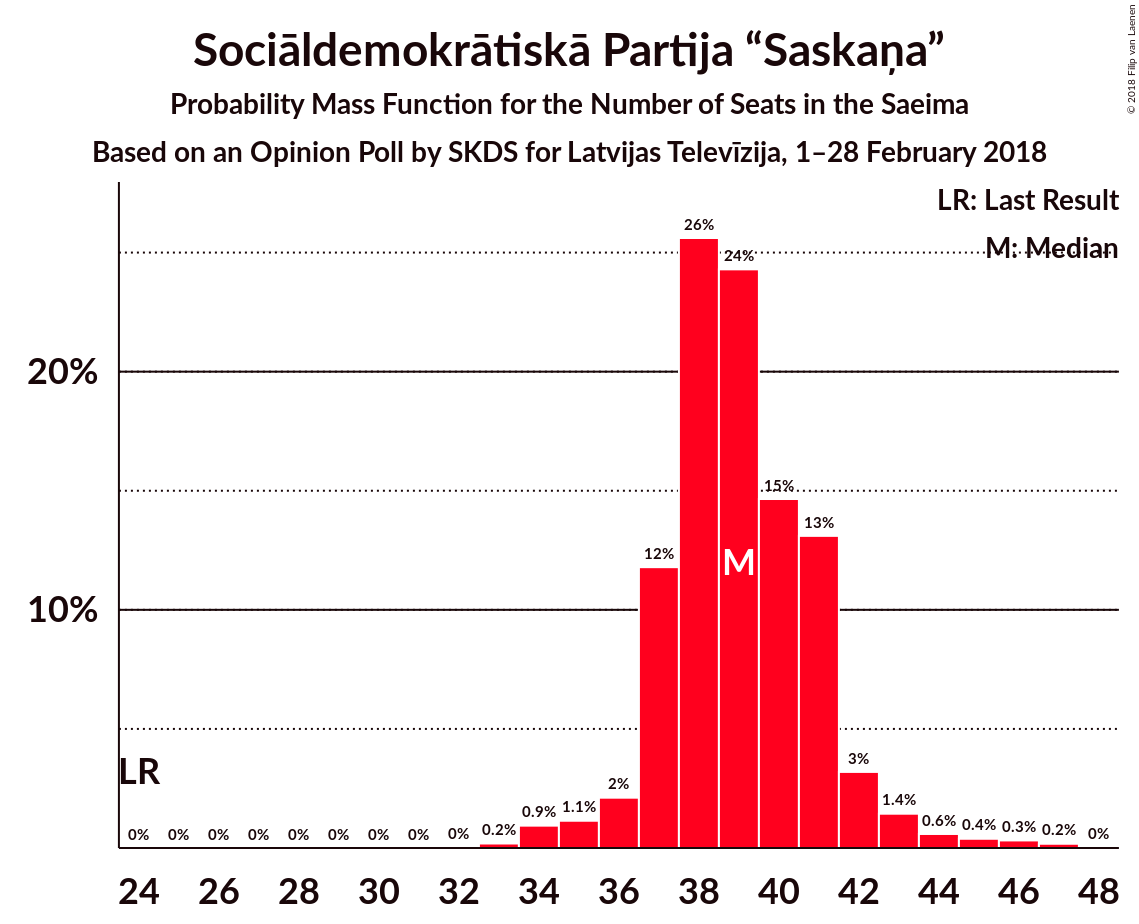 Sociāldemokrātiskā Partija “Saskaņa”
Probability Mass Function for the Number of Seats in the Saeima
Based on an Opinion Poll by SKDS for Latvijas Televīzija, 1–28 February 2018
© 2018 Filip van Laenen
LR: Last Result
M: Median
20%
10%
LR
M
0% 0% 0% 0% 0% 0% 0% 0% 0% 0.2% 0.9% 1.1% 2% 12% 26% 24% 15% 13% 3% 1.4% 0.6% 0.4% 0.3% 0.2% 0%
24 26 28 30 32 34 36 38 40 42 44 46 48